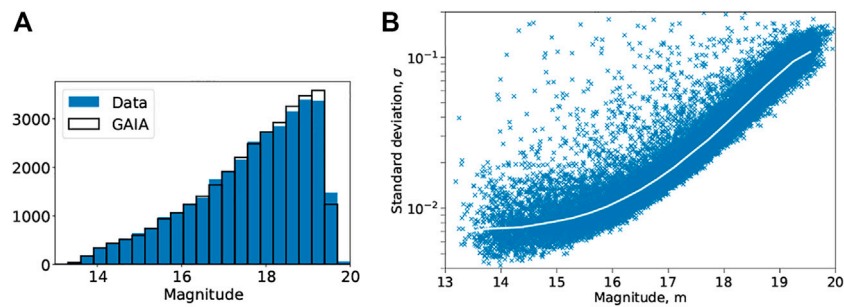 A
Data
GAIA
3000
2000
1000
0
14 16 18 20
Magnitude
B
Standard deviation, σ
10⁻¹
10⁻²
13 14 15 16 17 18 19 20
Magnitude, m